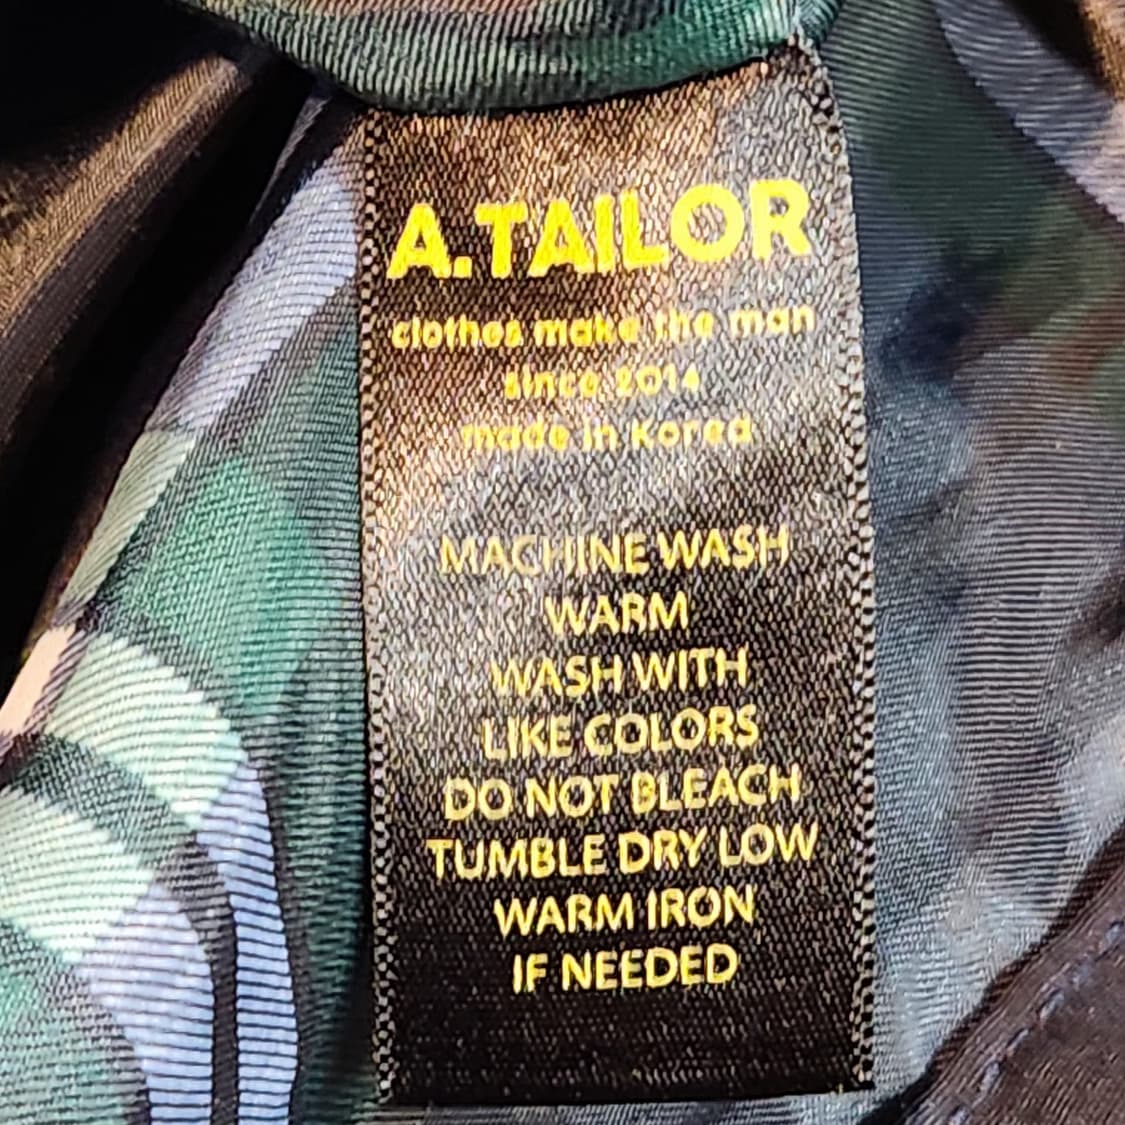 A.TAILOR
clothes make the man
since 2014
made in Korea
MACHINE WASH
WARM
WASH WITH
LIKE COLORS
DO NOT BLEACH
TUMBLE DRY LOW
WARM IRON
IF NEEDED